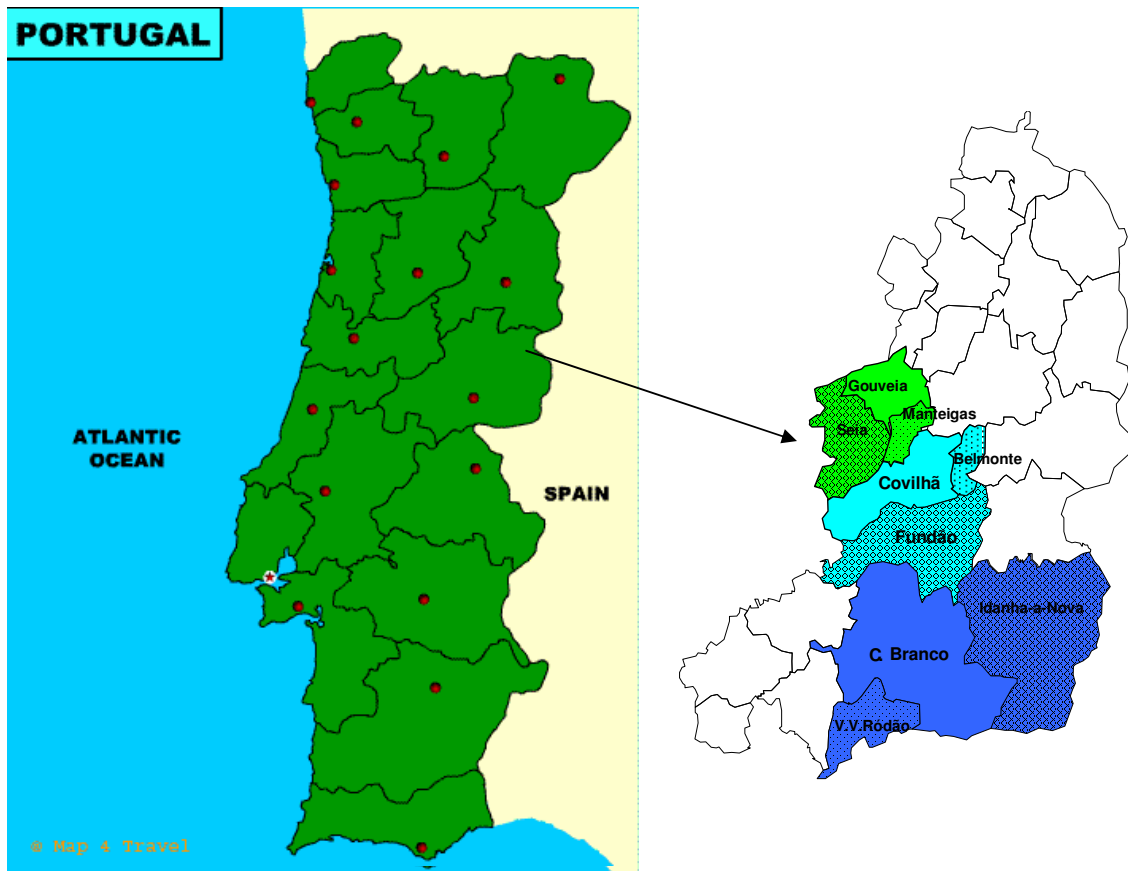 PORTUGAL
ATLANTIC
OCEAN
SPAIN
® Map 4 Travel
Gouveia
Manteigas
Seia
Belmonte
Covilhã
Fundão
Idanha-a-Nova
C. Branco
V.V.Ródão